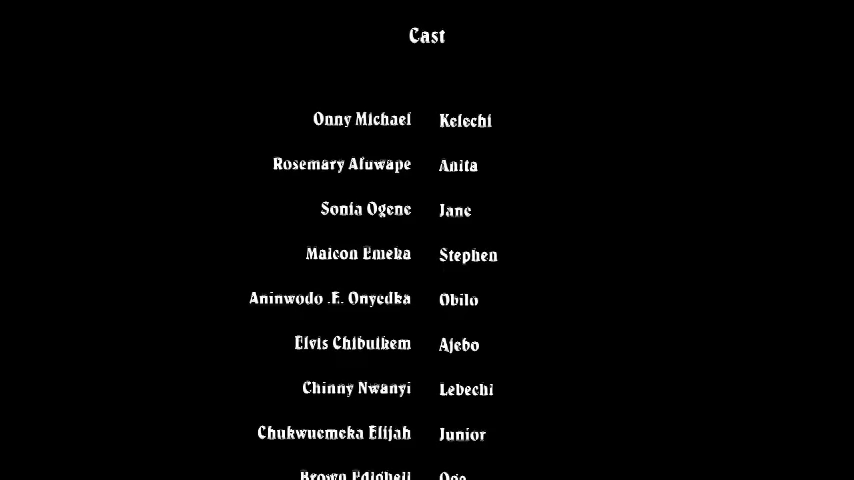 Cast
Onny Michael Kelechi
Rosemary Afuwape Anita
Sonia Ogene Jane
Malcon Emeka Stephen
Aninwodo .E. Onyedka Obilo
Elvis Chibuikem Ajebo
Chinny Nwanyi Lebechi
Chukwuemeka Elijah Junior
Brown